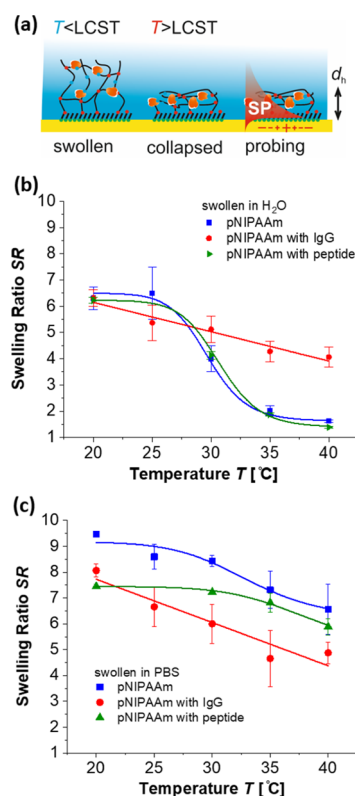 (a)
T<LCST T>LCST
dh
SP
swollen collapsed probing
(b)
swollen in H2O
pNIPAAm
pNIPAAm with IgG
pNIPAAm with peptide
Swelling Ratio SR
10
9
8
7
6
5
4
3
2
1
20 25 30 35 40
Temperature T [°C]
(c)
Swelling Ratio SR
10
9
8
7
6
5
4
3
2
1
0
swollen in PBS
pNIPAAm
pNIPAAm with IgG
pNIPAAm with peptide
20 25 30 35 40
Temperature T [°C]